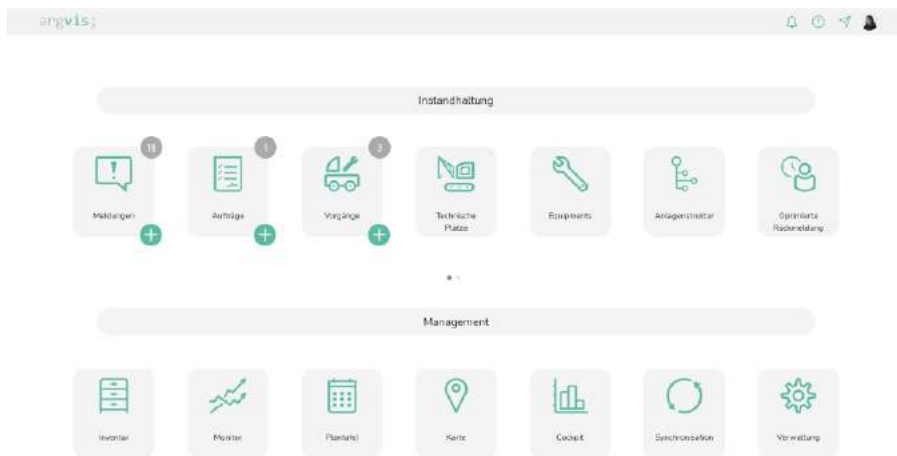 argvis;
Instandhaltung
1
3
Meldungen
Aufträge
Vorgänge
Technische
Plätze
Equipments
Anlagenstruktur
Optimierte
Rückmeldung
Management
Inventar
Monitor
Plantafel
Karte
Cockpit
Synchronisation
Verwaltung